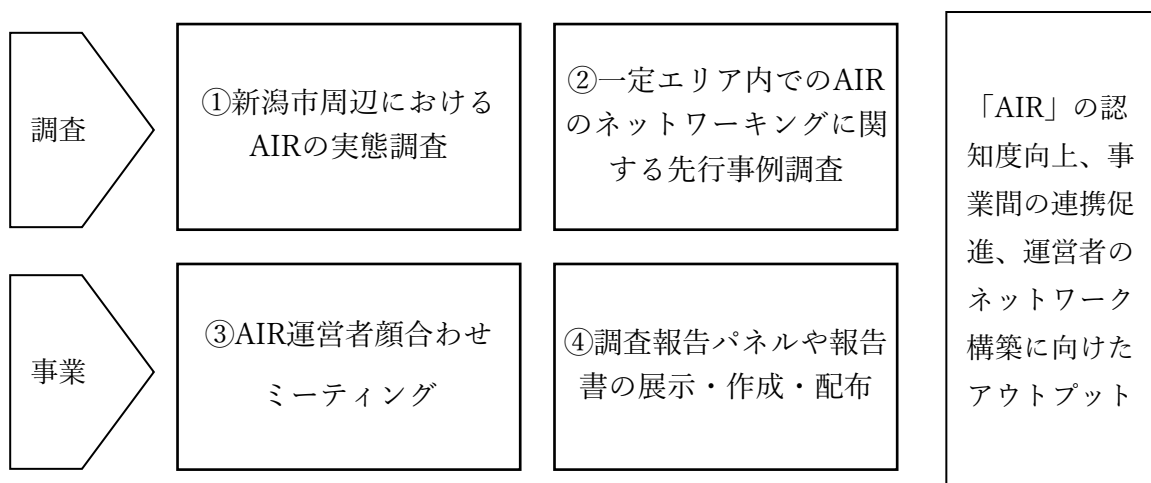 調査
①新潟市周辺における
AIRの実態調査
②一定エリア内でのAIR
のネットワーキングに関
する先行事例調査
事業
③AIR運営者顔合わせ
ミーティング
④調査報告パネルや報告
書の展示・作成・配布
「AIR」の認
知度向上、事
業間の連携促
進、運営者の
ネットワーク
構築に向けた
アウトプット